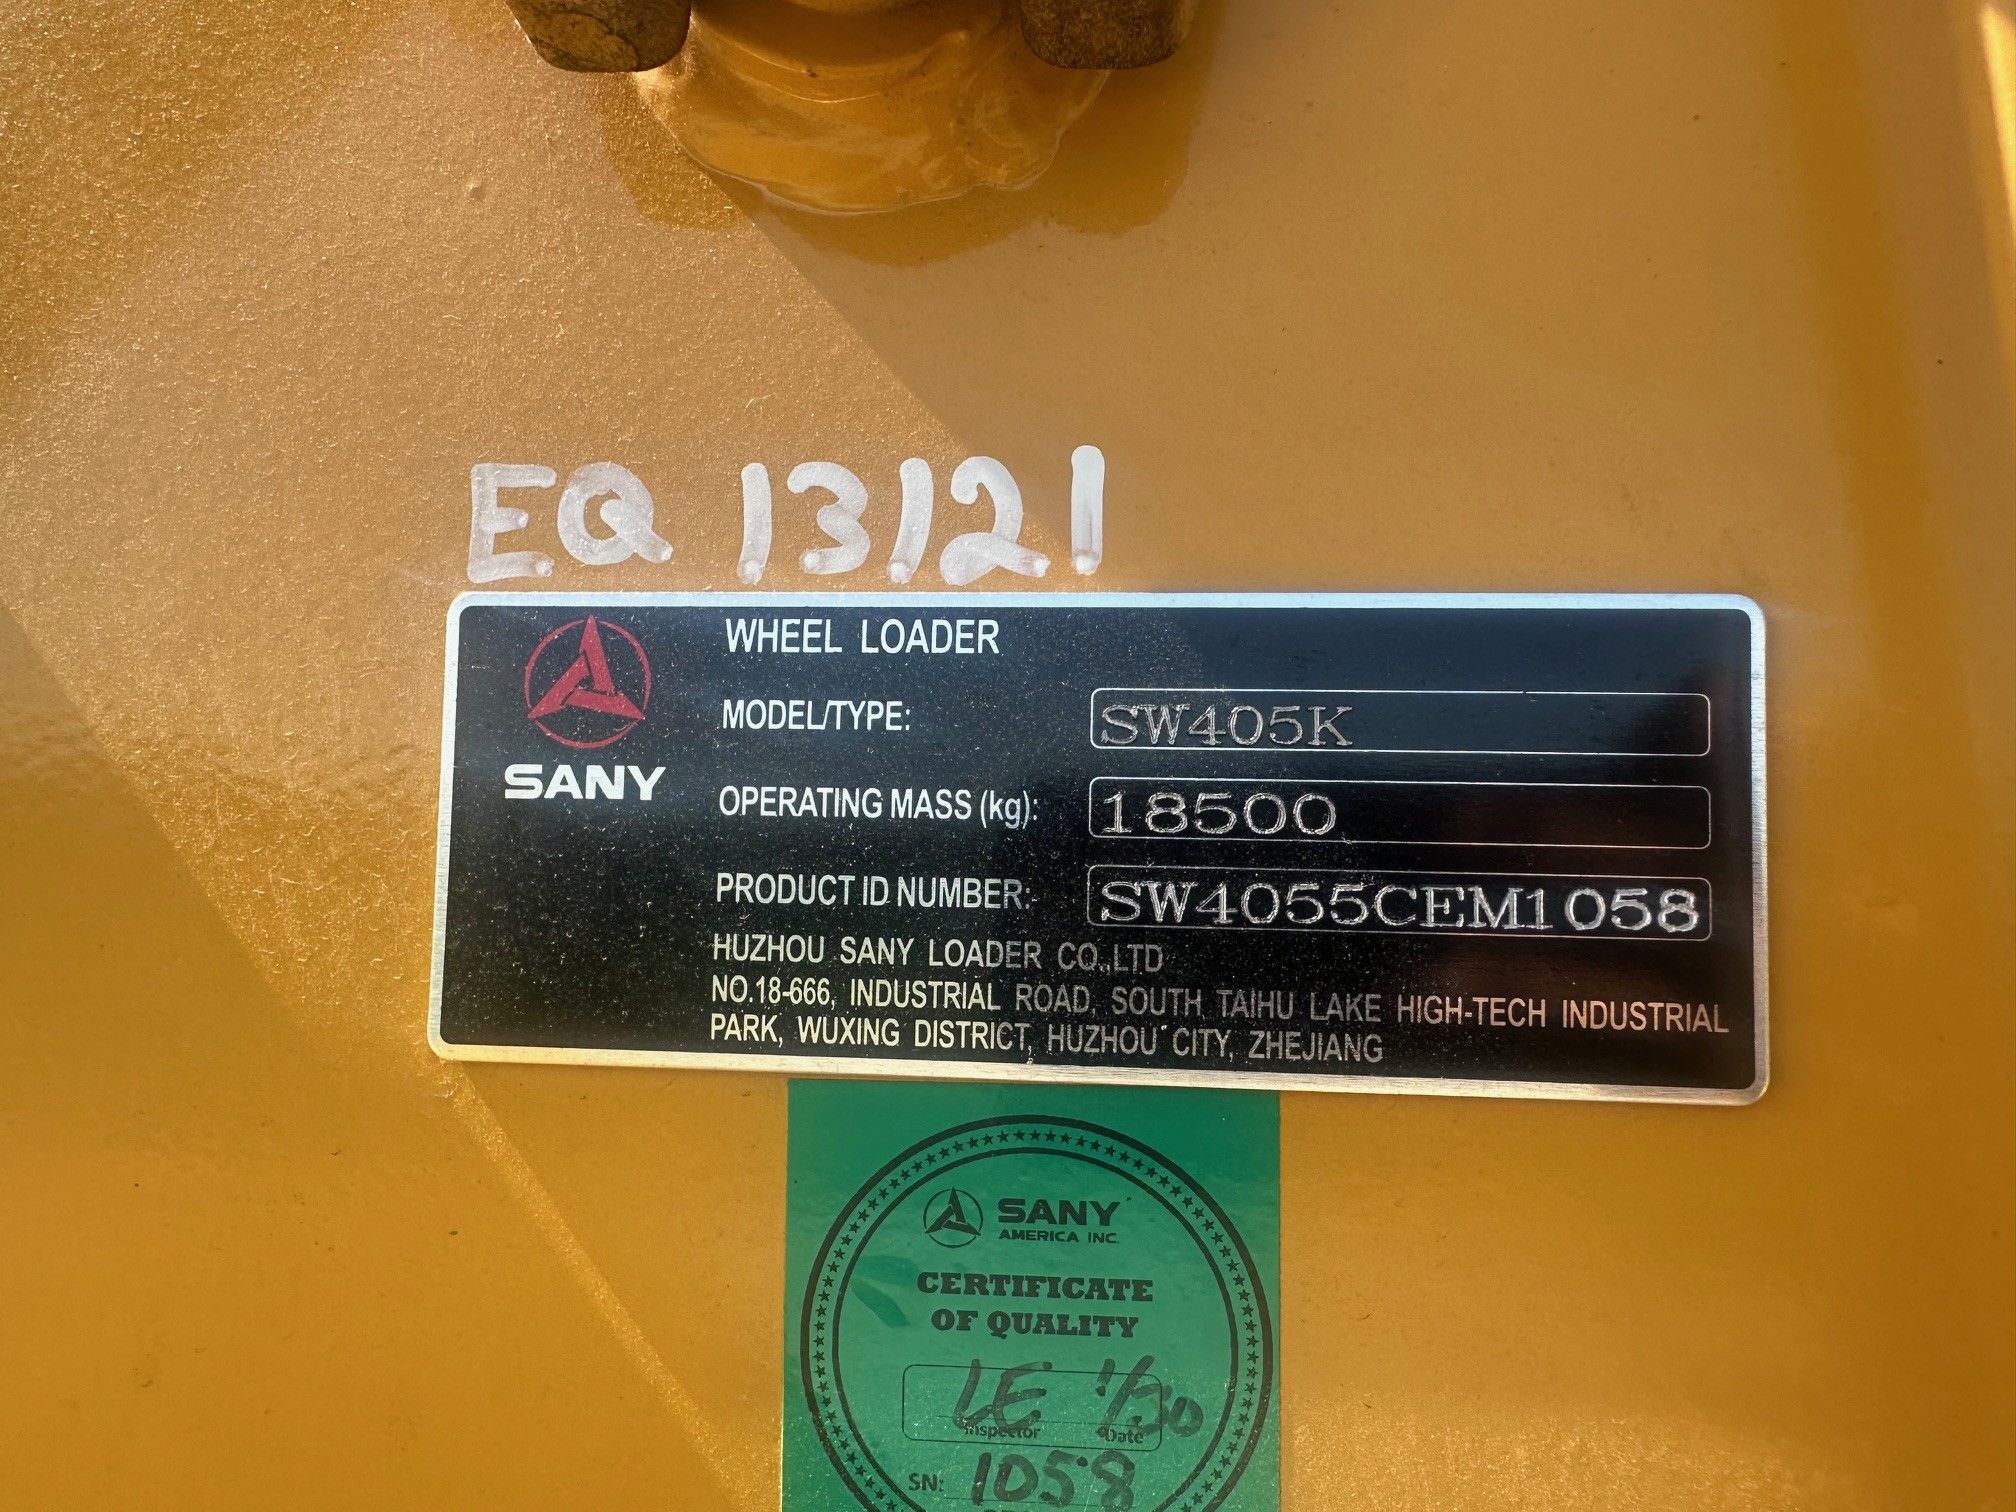 EQ 13121
WHEEL LOADER
MODEL/TYPE: SW405K
SANY
OPERATING MASS (kg): 18500
PRODUCT ID NUMBER: SW4055CEM1058
HUZHOU SANY LOADER CO.,LTD
NO.18-666, INDUSTRIAL ROAD, SOUTH TAIHU LAKE HIGH-TECH INDUSTRIAL
PARK, WUXING DISTRICT, HUZHOU CITY, ZHEJIANG
SANY
AMERICA INC.
CERTIFICATE
OF QUALITY
LE 1/30
Inspector Date
SN: 1058